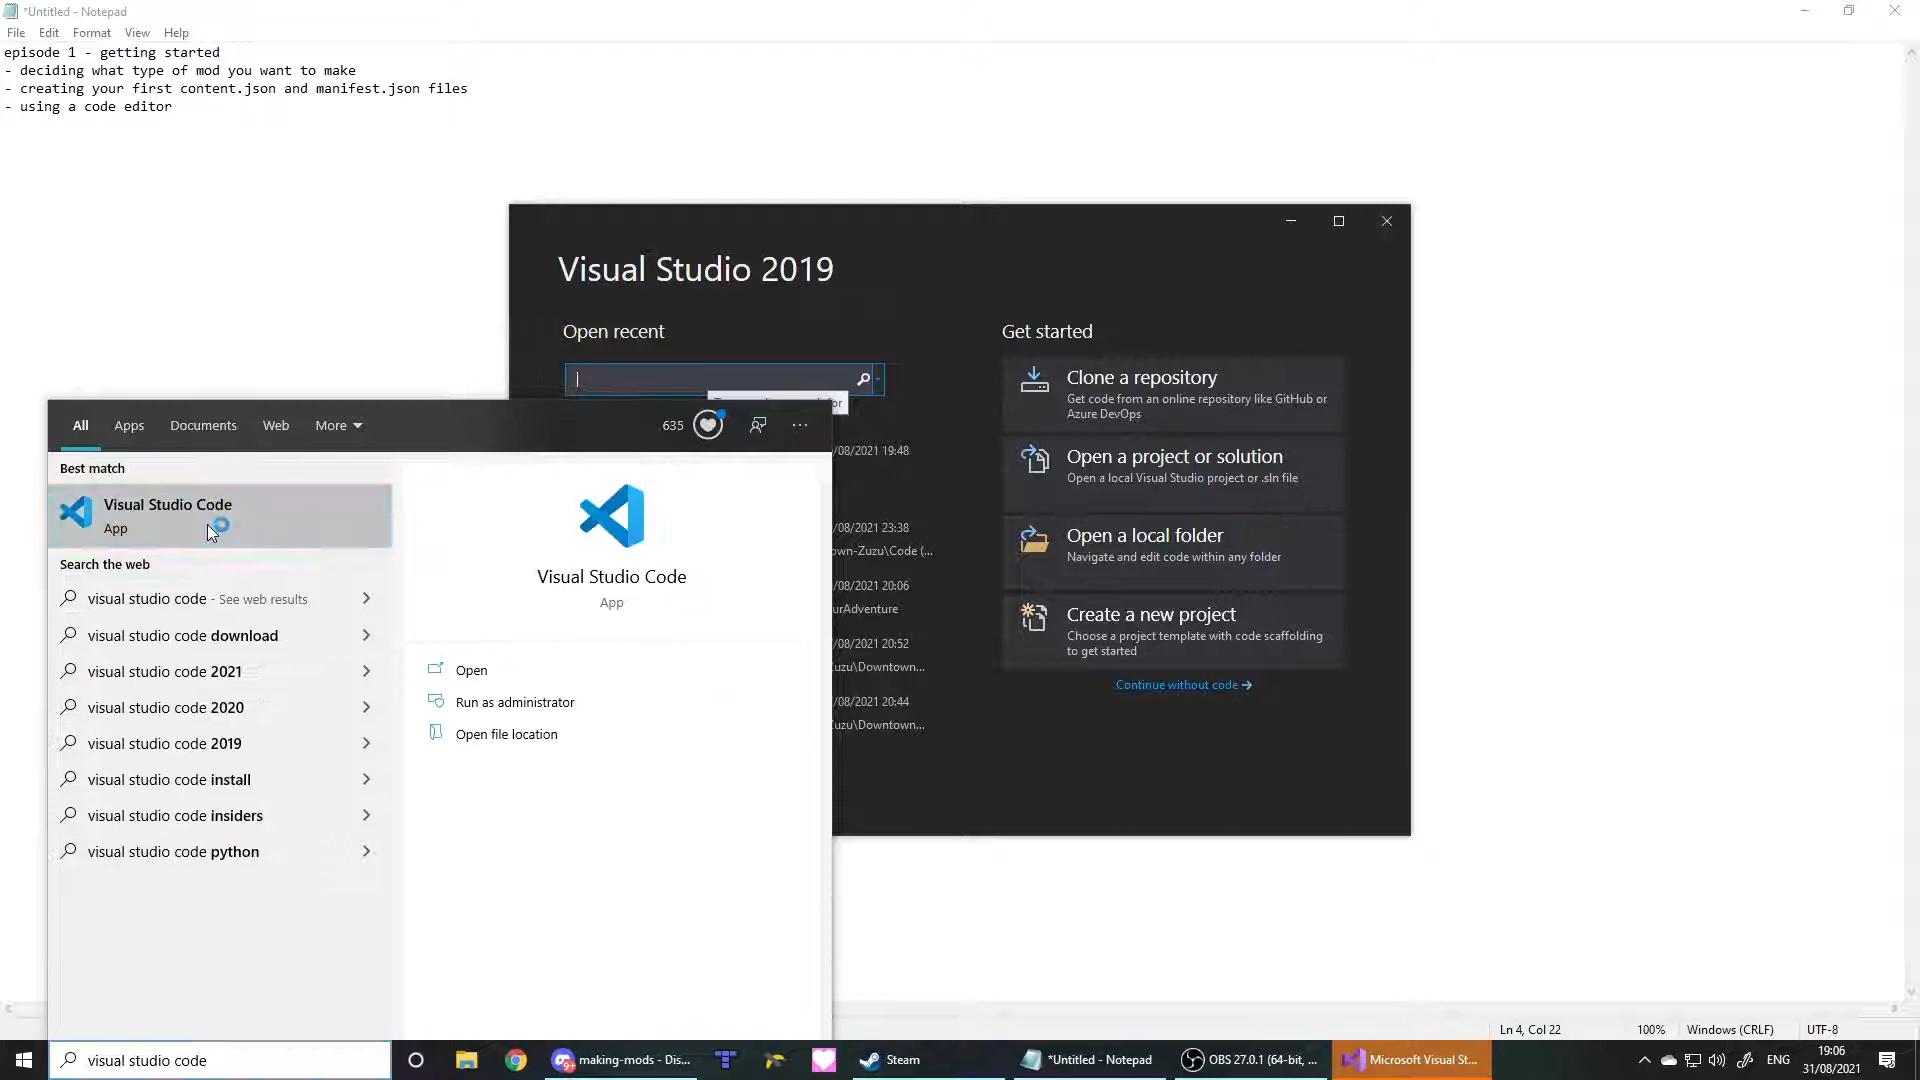 *Untitled - Notepad
File Edit Format View Help
episode 1 - getting started
- deciding what type of mod you want to make
- creating your first content.json and manifest.json files
- using a code editor
Visual Studio 2019
Open recent
Get started
Clone a repository
Get code from an online repository like GitHub or
Azure DevOps
Open a project or solution
Open a local Visual Studio project or .sln file
Open a local folder
Navigate and edit code within any folder
Create a new project
Choose a project template with code scaffolding
to get started
Continue without code →
/08/2021 19:48
/08/2021 23:38
own-Zuzu\Code (...
/08/2021 20:06
urAdventure
/08/2021 20:52
Zuzu\Downtown...
/08/2021 20:44
Zuzu\Downtown...
All Apps Documents Web More 635 ...
Best match
Visual Studio Code
App
Search the web
visual studio code - See web results
visual studio code download
visual studio code 2021
visual studio code 2020
visual studio code 2019
visual studio code install
visual studio code insiders
visual studio code python
Visual Studio Code
App
Open
Run as administrator
Open file location
Ln 4, Col 22 100% Windows (CRLF) UTF-8
visual studio code
9+ making-mods - Dis...
Steam
*Untitled - Notepad
OBS 27.0.1 (64-bit, ...
Microsoft Visual St...
ENG
19:06
31/08/2021